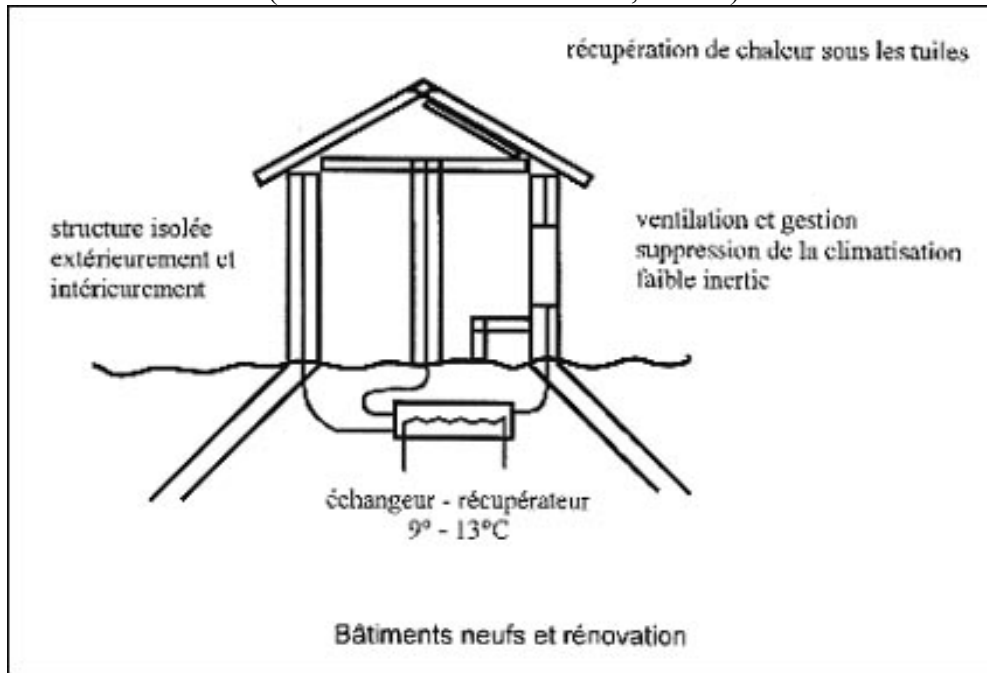 récupération de chaleur sous les tuiles
structure isolée
extérieurement et
intérieurement
ventilation et gestion
suppression de la climatisation
faible inertie
échangeur - récupérateur
9° - 13°C
Bâtiments neufs et rénovation